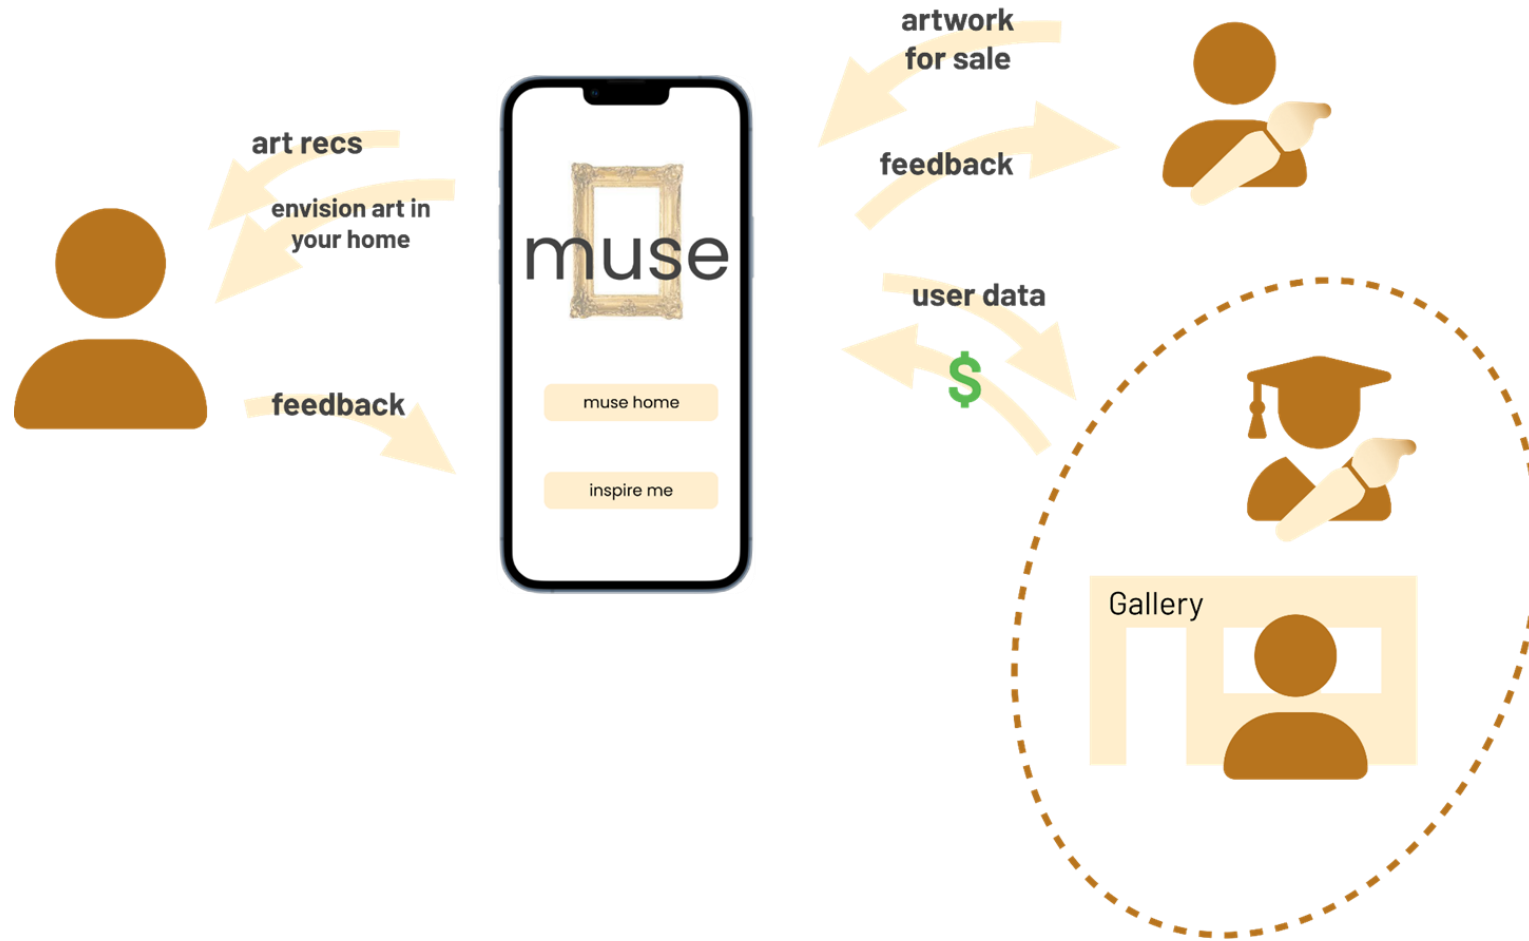 artwork
for sale
art recs
feedback
envision art in
your home
muse
user data
$
feedback
muse home
inspire me
Gallery